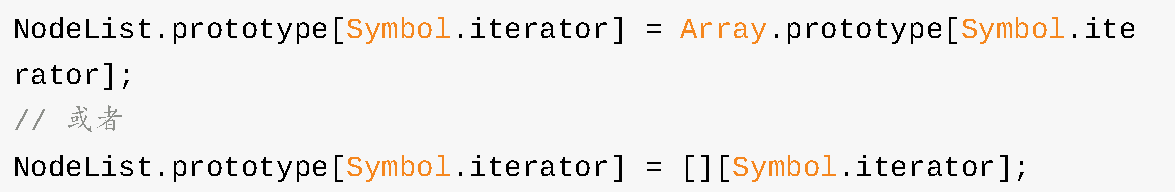 NodeList.prototype[Symbol.iterator] = Array.prototype[Symbol.ite
rator];
// 或者
NodeList.prototype[Symbol.iterator] = [][Symbol.iterator];